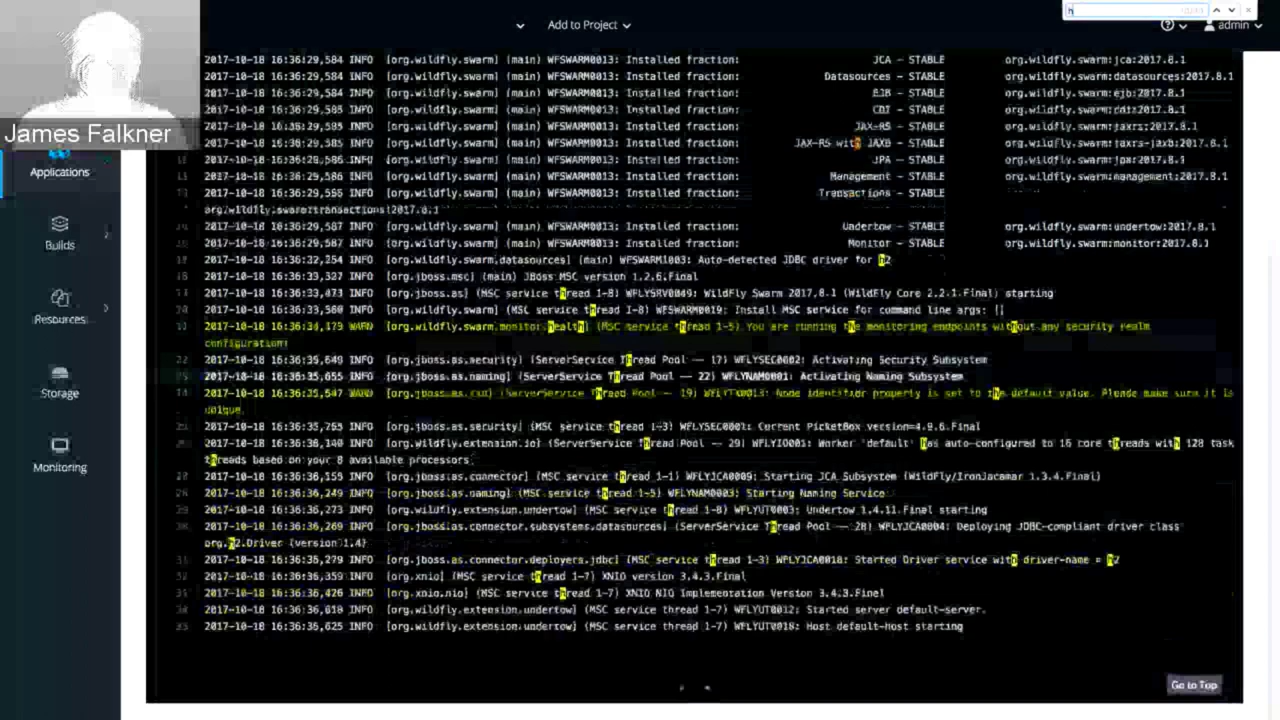 h
Add to Project
admin
James Falkner
Applications
Builds
Resources
Storage
Monitoring
2017-10-18 16:36:29,584 INFO [org.wildfly.swarm] (main) WFSWARM0013: Installed fraction: JCA - STABLE org.wildfly.swarm:jca:2017.8.1
2017-10-18 16:36:29,584 INFO [org.wildfly.swarm] (main) WFSWARM0013: Installed fraction: Datasources - STABLE org.wildfly.swarm:datasources:2017.8.1
2017-10-18 16:36:29,584 INFO [org.wildfly.swarm] (main) WFSWARM0013: Installed fraction: EJB - STABLE org.wildfly.swarm:ejb:2017.8.1
2017-10-18 16:36:29,585 INFO [org.wildfly.swarm] (main) WFSWARM0013: Installed fraction: CDI - STABLE org.wildfly.swarm:cdi:2017.8.1
2017-10-18 16:36:29,585 INFO [org.wildfly.swarm] (main) WFSWARM0013: Installed fraction: JAX-RS - STABLE org.wildfly.swarm:jaxrs:2017.8.1
2017-10-18 16:36:29,585 INFO [org.wildfly.swarm] (main) WFSWARM0013: Installed fraction: JAX-RS with JAXB - STABLE org.wildfly.swarm:jaxrs-jaxb:2017.8.1
2017-10-18 16:36:29,586 INFO [org.wildfly.swarm] (main) WFSWARM0013: Installed fraction: JPA - STABLE org.wildfly.swarm:jpa:2017.8.1
2017-10-18 16:36:29,586 INFO [org.wildfly.swarm] (main) WFSWARM0013: Installed fraction: Management - STABLE org.wildfly.swarm:management:2017.8.1
2017-10-18 INFO [org.wildfly.swarm] (main) WFSWARM0013: Installed fraction: Transactions - STABLE
org.wildfly.swarm:transactions:2017.8.1
2017-10-18 16:36:29,587 INFO [org.wildfly.swarm] (main) WFSWARM0013: Installed fraction: Undertow - STABLE org.wildfly.swarm:undertow:2017.8.1
2017-10-18 16:36:29,587 INFO [org.wildfly.swarm] (main) WFSWARM0013: Installed fraction: Monitor - STABLE org.wildfly.swarm:monitor:2017.8.1
2017-10-18 16:36:32,254 INFO [org.wildfly.swarm.datasources] (main) WFSWARM1003: Auto-detected JDBC driver for h2
2017-10-18 16:36:33,327 INFO [org.jboss.msc] (main) JBoss MSC version 1.2.6.Final
2017-10-18 16:36:33,473 INFO [org.jboss.as] (MSC service thread 1-8) WFLYSRV0049: WildFly Swarm 2017.8.1 (WildFly Core 2.2.1.Final) starting
2017-10-18 16:36:33,580 INFO [org.wildfly.swarm] (MSC service thread 1-8) WFSWARM0019: Install MSC service for command line args: []
2017-10-18 16:36:34,173 WARN [org.wildfly.swarm.monitor.health] (MSC service thread 1-5) You are running the monitoring endpoints without any security realm
configuration!
2017-10-18 16:36:35,649 INFO [org.jboss.as.security] (ServerService Thread Pool -- 17) WFLYSEC0002: Activating Security Subsystem
2017-10-18 16:36:35,655 INFO [org.jboss.as.naming] (ServerService Thread Pool -- 22) WFLYNAM0001: Activating Naming Subsystem
2017-10-18 16:36:35,647 WARN (ServerService Thread Pool -- 19) WFLYTX0013: Node identifier property is set to the default value. Please make sure it is
unique.
2017-10-18 16:36:35,765 INFO [org.jboss.as.security] (MSC service thread 1-3) WFLYSEC0001: Current PicketBox version=4.9.6.Final
2017-10-18 16:36:36,140 INFO [org.wildfly.extension.io] (ServerService Thread Pool -- 29) WFLYIO001: Worker 'default' has auto-configured to 16 core threads with 128 task
threads based on your 8 available processors
2017-10-18 16:36:36,155 INFO [org.jboss.as.connector] (MSC service thread 1-1) WFLYJCA0009: Starting JCA Subsystem (WildFly/IronJacamar 1.3.4.Final)
2017-10-18 16:36:36,249 INFO [org.jboss.as.naming] (MSC service thread 1-5) WFLYNAM0003: Starting Naming Service
2017-10-18 16:36:36,273 INFO [org.wildfly.extension.undertow] (MSC service thread 1-8) WFLYUT0003: Undertow 1.4.11.Final starting
2017-10-18 16:36:36,269 INFO [org.jboss.as.connector.subsystems.datasources] (ServerService Thread Pool -- 28) WFLYJCA0004: Deploying JDBC-compliant driver class
org.h2.Driver (version 1.4)
2017-10-18 16:36:36,279 INFO [org.jboss.as.connector.deployers.jdbc] (MSC service thread 1-3) WFLYJCA0018: Started Driver service with driver-name = h2
2017-10-18 16:36:36,359 INFO [org.xnio] (MSC service thread 1-7) XNIO version 3.4.3.Final
2017-10-18 16:36:36,426 INFO [org.xnio.nio] (MSC service thread 1-7) XNIO NIO Implementation Version 3.4.3.Final
2017-10-18 16:36:36,618 INFO [org.wildfly.extension.undertow] (MSC service thread 1-7) WFLYUT0012: Started server default-server.
2017-10-18 16:36:36,625 INFO [org.wildfly.extension.undertow] (MSC service thread 1-7) WFLYUT0018: Host default-host starting
Go to Top